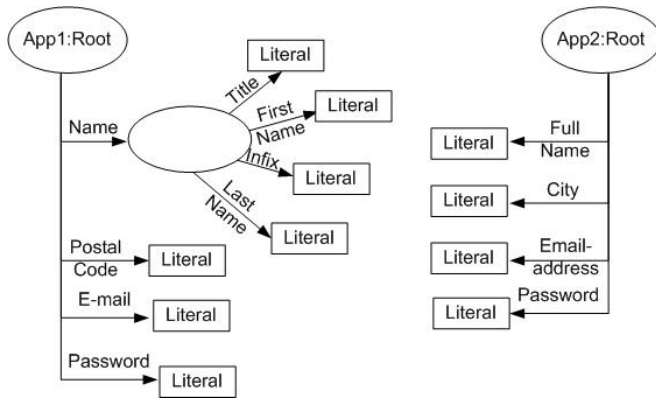 App1:Root
App2:Root
Literal
Title
First
Name
Literal
Name
Infix
Literal
Last
Name
Literal
Postal
Code
Literal
E-mail
Literal
Password
Literal
Full
Name
Literal
City
Literal
Email-
address
Literal
Password
Literal